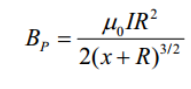 B_P = μ₀IR² / 2(x + R)^{3/2}